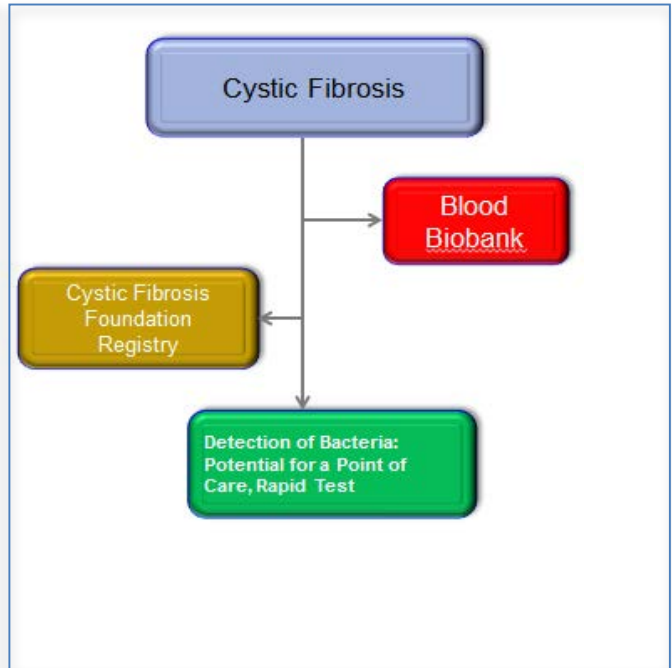 Cystic Fibrosis
Blood
Biobank
Cystic Fibrosis
Foundation
Registry
Detection of Bacteria:
Potential for a Point of
Care, Rapid Test